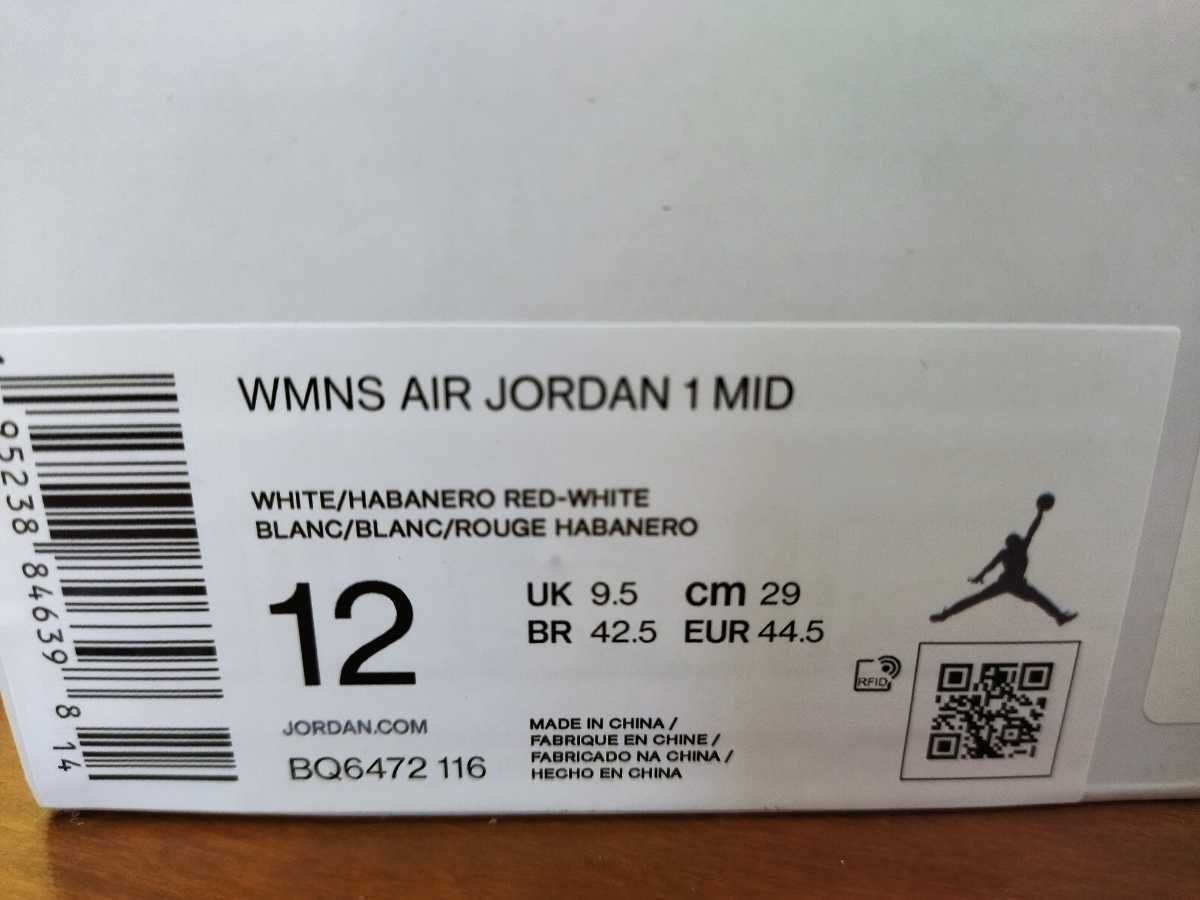 WMNS AIR JORDAN 1 MID
WHITE/HABANERO RED-WHITE
BLANC/BLANC/ROUGE HABANERO
12
UK 9.5 cm 29
BR 42.5 EUR 44.5
RFID
JORDAN.COM
BQ6472 116
MADE IN CHINA /
FABRIQUE EN CHINE /
FABRICADO NA CHINA /
HECHO EN CHINA
95238 84639 8 14